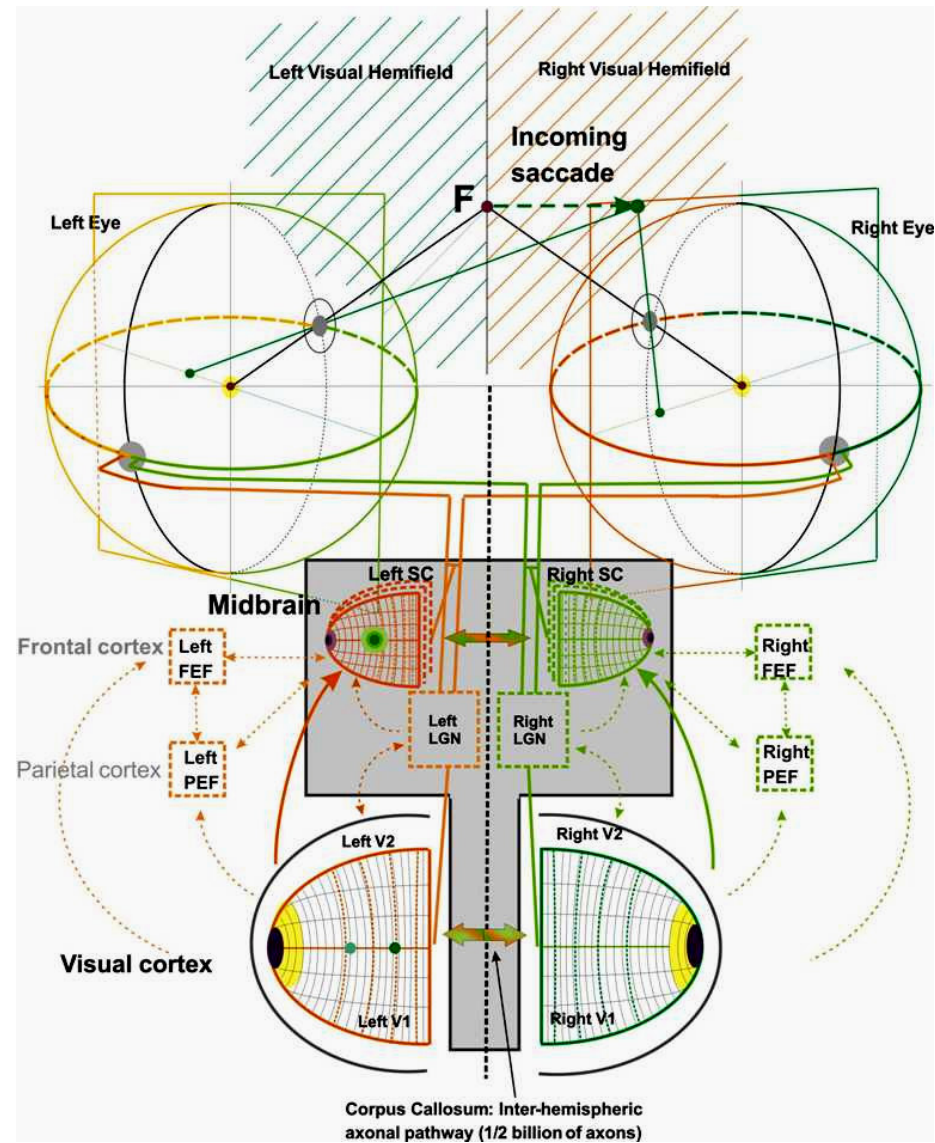 Left Visual Hemifield
Right Visual Hemifield
Incoming
saccade
F
Left Eye
Right Eye
Left SC
Right SC
Midbrain
Frontal cortex
Left
FEF
Right
FEF
Left
LGN
Right
LGN
Parietal cortex
Left
PEF
Right
PEF
Left V2
Right V2
Visual cortex
Left V1
Right V1
Corpus Callosum: Inter-hemispheric
axonal pathway (1/2 billion of axons)